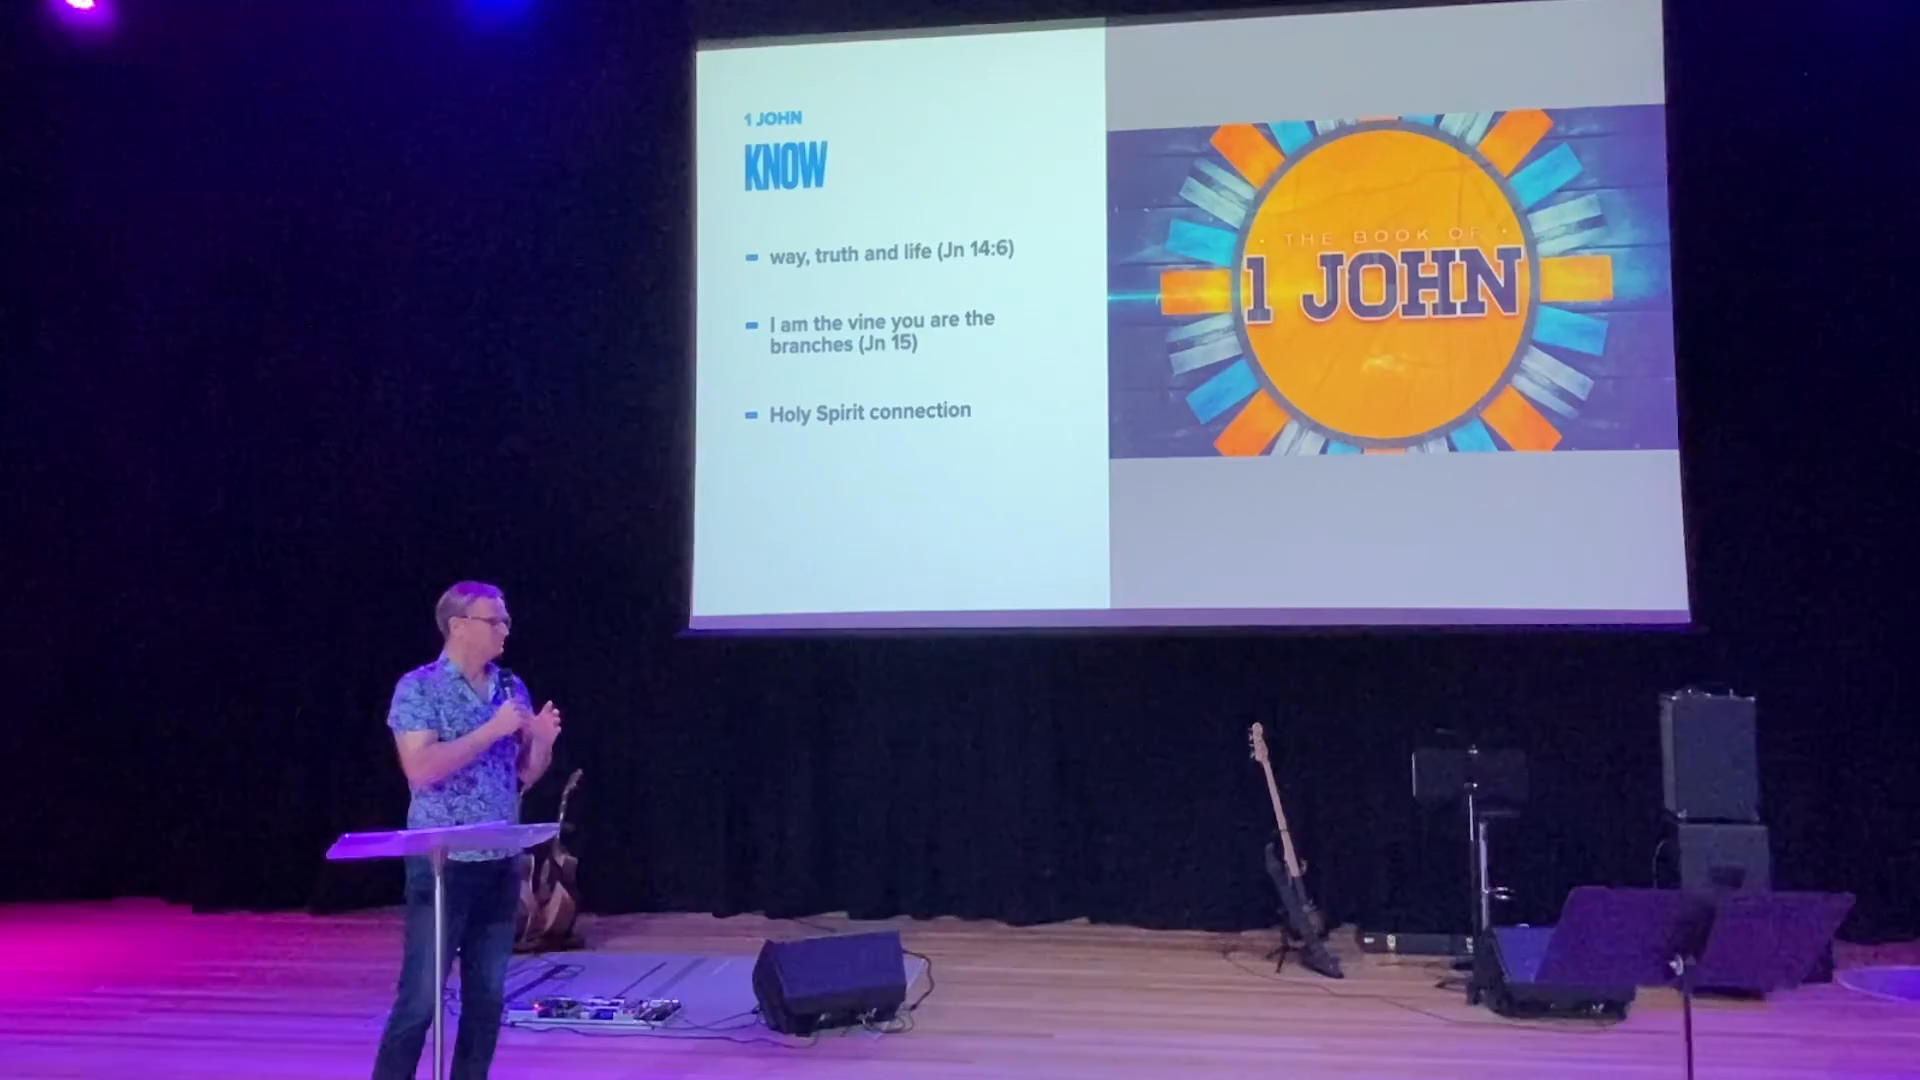 1 JOHN
KNOW
way, truth and life (Jn 14:6)
I am the vine you are the
branches (Jn 15)
Holy Spirit connection
• THE BOOK OF •
1 JOHN